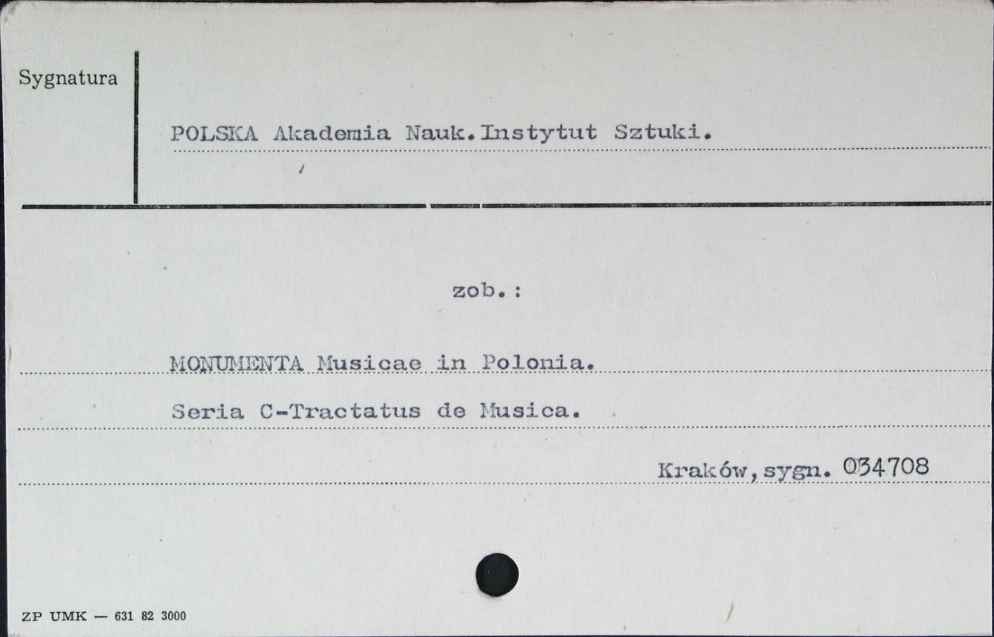 Sygnatura
POLSKA Akademia Nauk.Instytut Sztuki.
zob.:
MONUMENTA Musicae in Polonia.
Seria C-Tractatus de Musica.
Kraków,sygn. 034708
ZP UMK — 631 82 3000